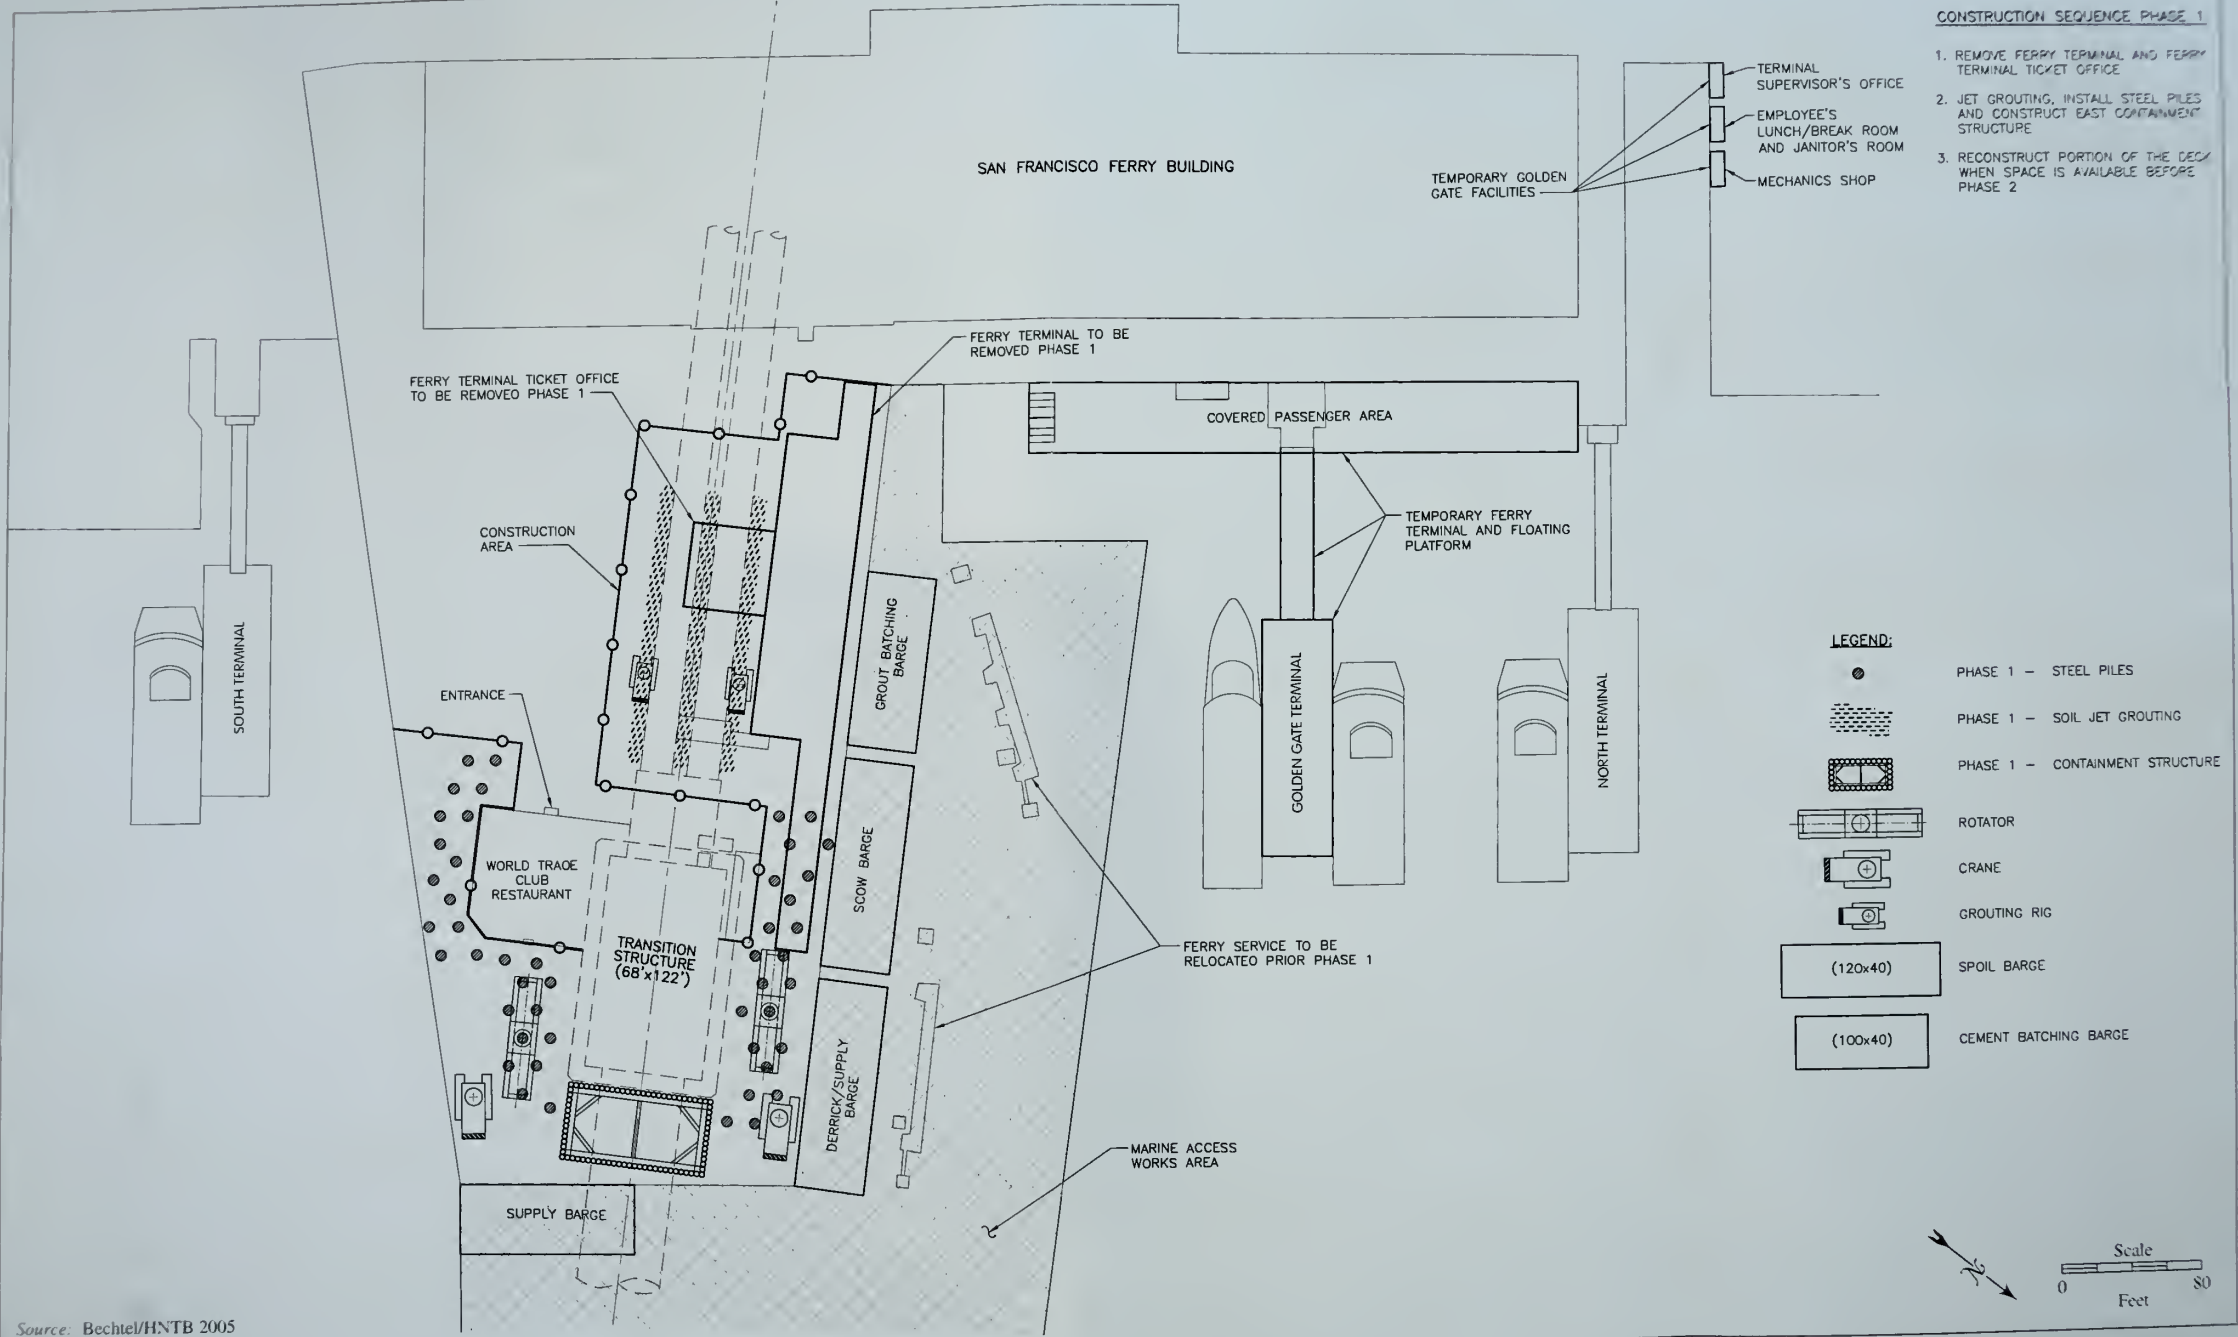 CONSTRUCTION SEQUENCE PHASE 1
1. REMOVE FERRY TERMINAL AND FERRY
TERMINAL TICKET OFFICE
2. JET GROUTING, INSTALL STEEL PILES
AND CONSTRUCT EAST CONTAINMENT
STRUCTURE
3. RECONSTRUCT PORTION OF THE DECK
WHEN SPACE IS AVAILABLE BEFORE
PHASE 2
TERMINAL
SUPERVISOR'S OFFICE
EMPLOYEE'S
LUNCH/BREAK ROOM
AND JANITOR'S ROOM
MECHANICS SHOP
TEMPORARY GOLDEN
GATE FACILITIES
SAN FRANCISCO FERRY BUILDING
FERRY TERMINAL TO BE
REMOVED PHASE 1
FERRY TERMINAL TICKET OFFICE
TO BE REMOVED PHASE 1
COVERED PASSENGER AREA
CONSTRUCTION
AREA
TEMPORARY FERRY
TERMINAL AND FLOATING
PLATFORM
SOUTH TERMINAL
ENTRANCE
GROUT BATCHING
BARGE
GOLDEN GATE TERMINAL
NORTH TERMINAL
WORLD TRADE
CLUB
RESTAURANT
SCOW BARGE
TRANSITION
STRUCTURE
(68'x122')
FERRY SERVICE TO BE
RELOCATED PRIOR PHASE 1
DERRICK/SUPPLY
BARGE
MARINE ACCESS
WORKS AREA
SUPPLY BARGE
LEGEND:
PHASE 1 - STEEL PILES
PHASE 1 - SOIL JET GROUTING
PHASE 1 - CONTAINMENT STRUCTURE
ROTATOR
CRANE
GROUTING RIG
(120x40)
SPOIL BARGE
(100x40)
CEMENT BATCHING BARGE
N
Scale
0 80
Feet
Source: Bechtel/HNTB 2005